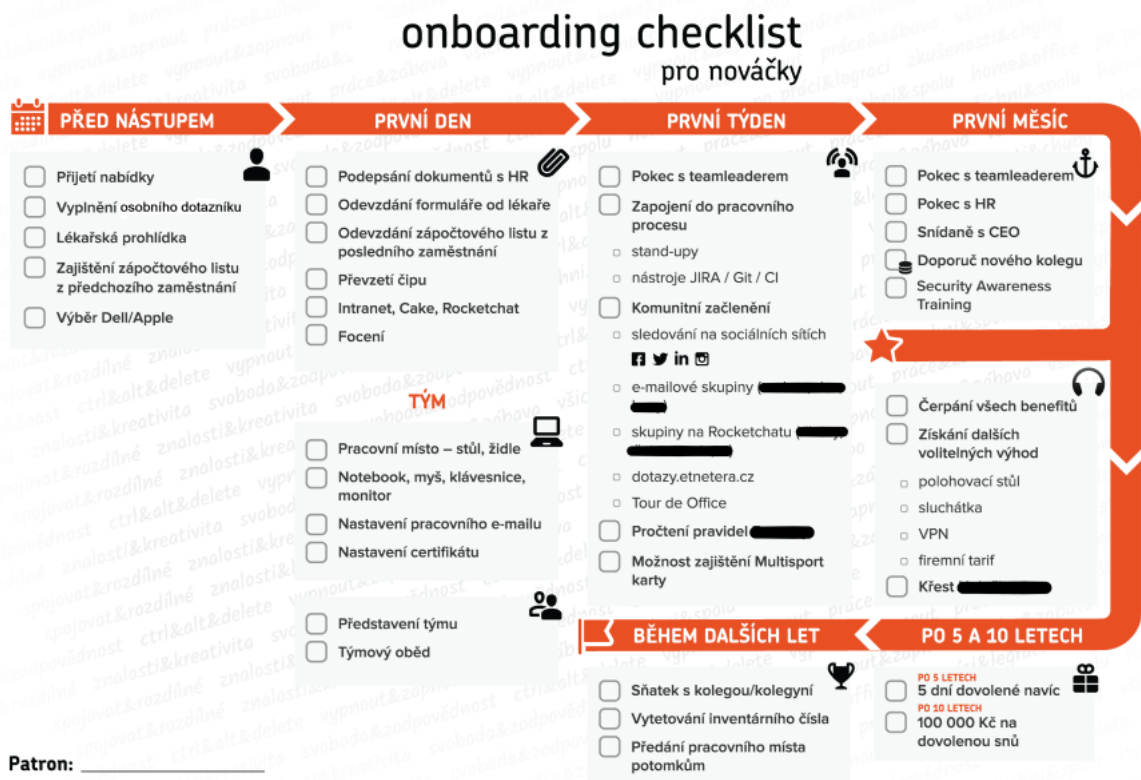 onboarding checklist
pro nováčky
PŘED NÁSTUPEM
Přijetí nabídky
Vyplnění osobního dotazníku
Lékařská prohlídka
Zajištění zápočtového listu
z předchozího zaměstnání
Výběr Dell/Apple
PRVNÍ DEN
Podepsání dokumentů s HR
Odevzdání formuláře od lékaře
Odevzdání zápočtového listu z
posledního zaměstnání
Převzetí čipu
Intranet, Cake, Rocketchat
Focení
TÝM
Pracovní místo – stůl, židle
Notebook, myš, klávesnice,
monitor
Nastavení pracovního e-mailu
Nastavení certifikátu
Představení týmu
Týmový oběd
PRVNÍ TÝDEN
Pokec s teamleaderem
Zapojení do pracovního
procesu
stand-upy
nástroje JIRA / Git / CI
Komunitní začlenění
sledování na sociálních sítích
e-mailové skupiny (
skupiny na Rocketchatu (
dotazy.etnetera.cz
Tour de Office
Pročtení pravidel
Možnost zajištění Multisport
karty
PRVNÍ MĚSÍC
Pokec s teamleaderem
Pokec s HR
Snídaně s CEO
Doporuč nového kolegu
Security Awareness
Training
Čerpání všech benefitů
Získání dalších
volitelných výhod
polohovací stůl
sluchátka
VPN
firemní tarif
Křest
PO 5 A 10 LETECH
PO 5 LETECH
5 dní dovolené navíc
PO 10 LETECH
100 000 Kč na
dovolenou snů
BĚHEM DALŠÍCH LET
Sňatek s kolegou/kolegyní
Vytetování inventárního čísla
Předání pracovního místa
potomkům
Patron: